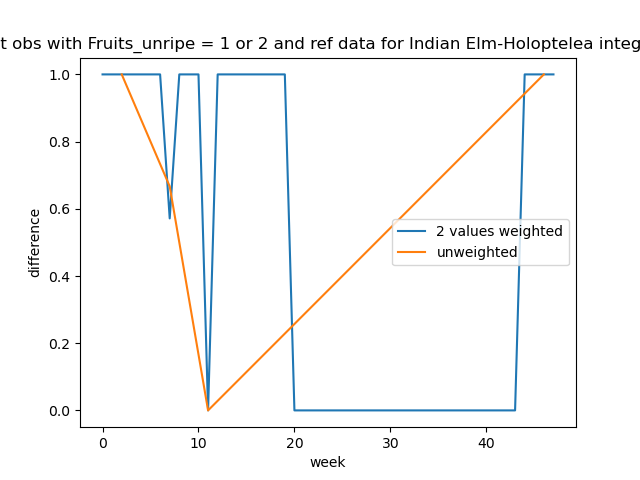 t obs with Fruits_unripe = 1 or 2 and ref data for Indian Elm-Holoptelea integ
1.0
0.8
0.6
0.4
0.2
0.0
difference
2 values weighted
unweighted
0 10 20 30 40
week